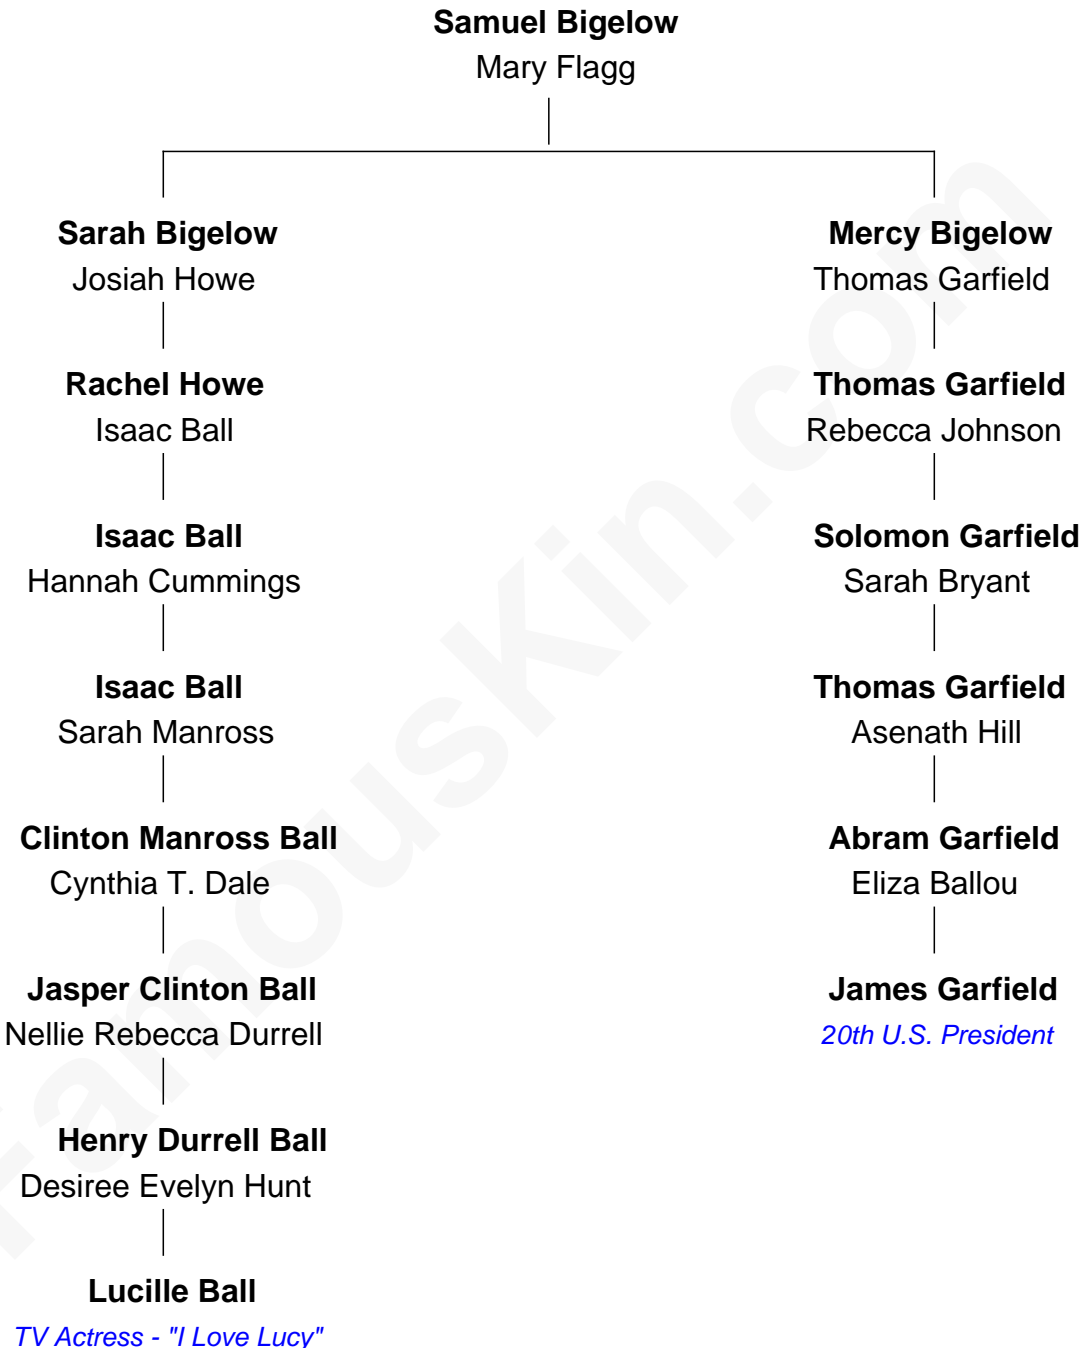 Samuel Bigelow
Mary Flagg
Sarah Bigelow
Josiah Howe
Mercy Bigelow
Thomas Garfield
Rachel Howe
Isaac Ball
Thomas Garfield
Rebecca Johnson
Isaac Ball
Hannah Cummings
Solomon Garfield
Sarah Bryant
Isaac Ball
Sarah Manross
Thomas Garfield
Asenath Hill
Clinton Manross Ball
Cynthia T. Dale
Abram Garfield
Eliza Ballou
Jasper Clinton Ball
Nellie Rebecca Durrell
James Garfield
20th U.S. President
Henry Durrell Ball
Desiree Evelyn Hunt
Lucille Ball
TV Actress - "I Love Lucy"
FamousKin.com